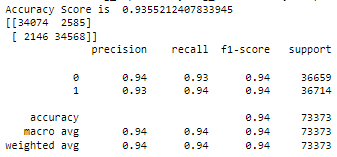 Accuracy Score is 0.9355212407833945
[[34074 2585]
[ 2146 34568]]
precision recall f1-score support
0 0.94 0.93 0.94 36659
1 0.93 0.94 0.94 36714
accuracy 0.94 73373
macro avg 0.94 0.94 0.94 73373
weighted avg 0.94 0.94 0.94 73373